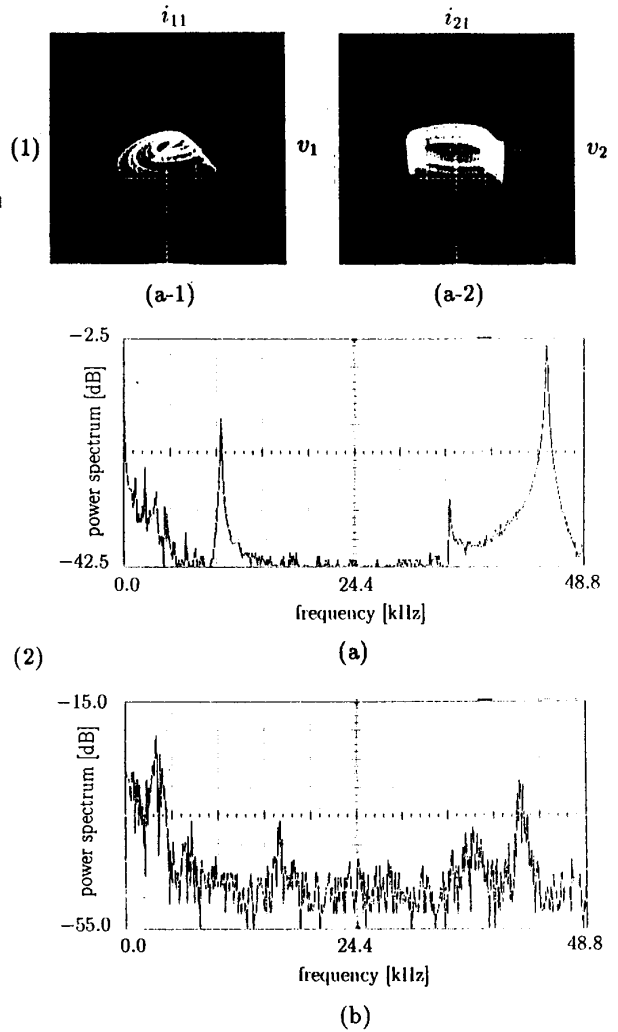 i11 i21
(1) v1 v2
(a-1) (a-2)
−2.5
power spectrum [dB]
−42.5
0.0 24.4 48.8
frequency [kHz]
(2) (a)
−15.0
power spectrum [dB]
−55.0
0.0 24.4 48.8
frequency [kHz]
(b)